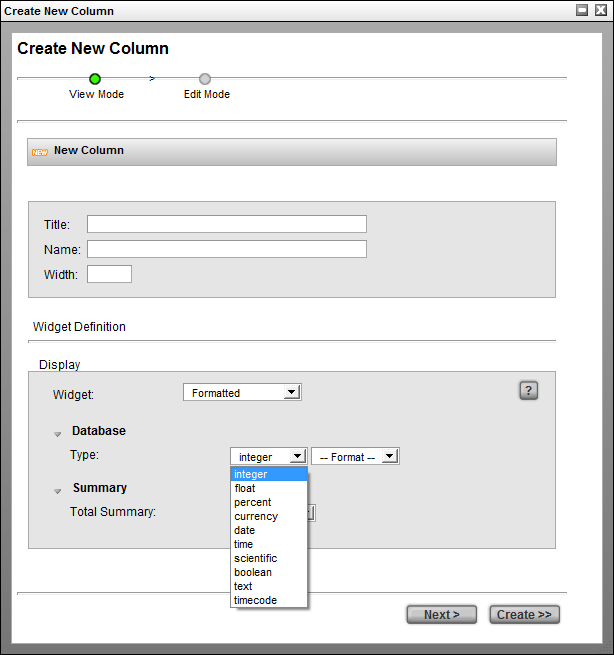 Create New Column
Create New Column
>
View Mode Edit Mode
NEW New Column
Title:
Name:
Width:
Widget Definition
Display
Widget: Formatted ?
Database
Type: integer -- Format --
integer
float
percent
currency
date
time
scientific
boolean
text
timecode
Summary
Total Summary:
Next > Create >>